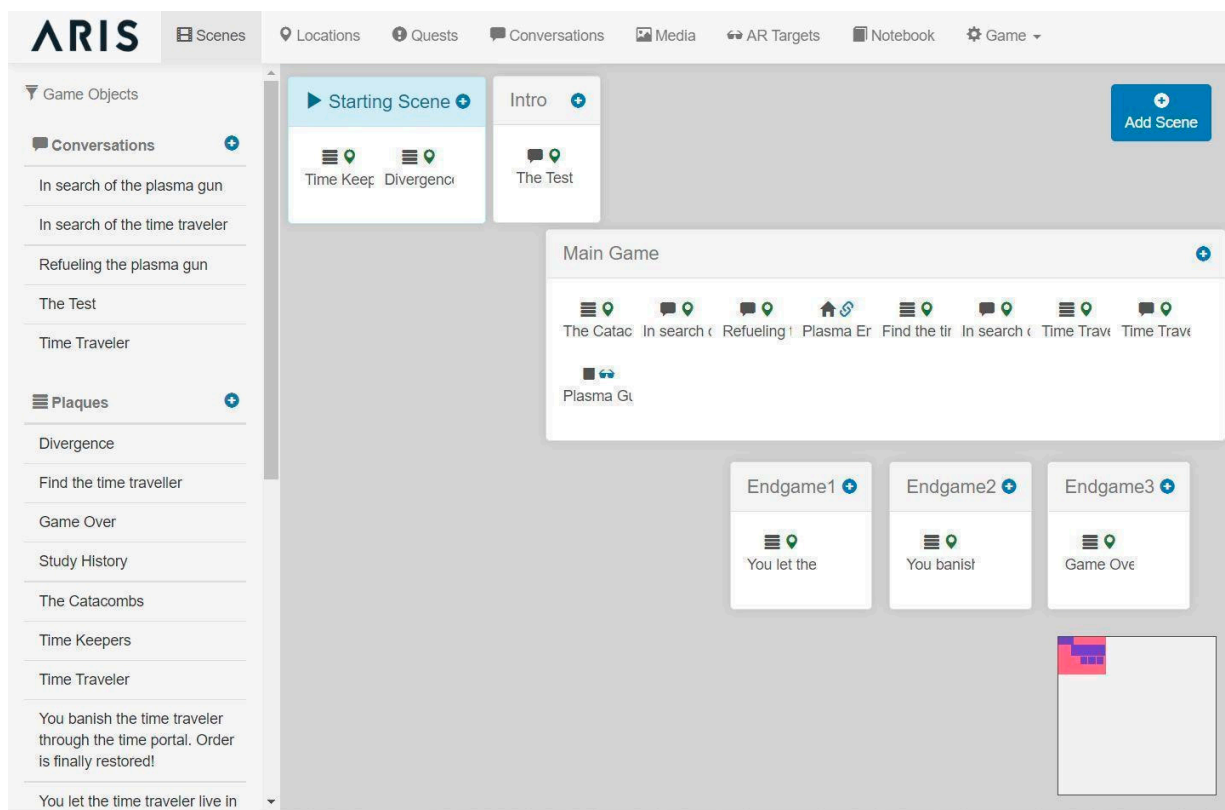 ARIS
Scenes
Locations
Quests
Conversations
Media
AR Targets
Notebook
Game
Game Objects
Conversations
In search of the plasma gun
In search of the time traveler
Refueling the plasma gun
The Test
Time Traveler
Plaques
Divergence
Find the time traveller
Game Over
Study History
The Catacombs
Time Keepers
Time Traveler
You banish the time traveler
through the time portal. Order
is finally restored!
You let the time traveler live in
Starting Scene
Time Keep Divergenc
Intro
The Test
Add Scene
Main Game
The Catac In search Refueling Plasma En Find the tir In search Time Trave Time Trave
Plasma Gu
Endgame1
You let the
Endgame2
You banish
Endgame3
Game Ove